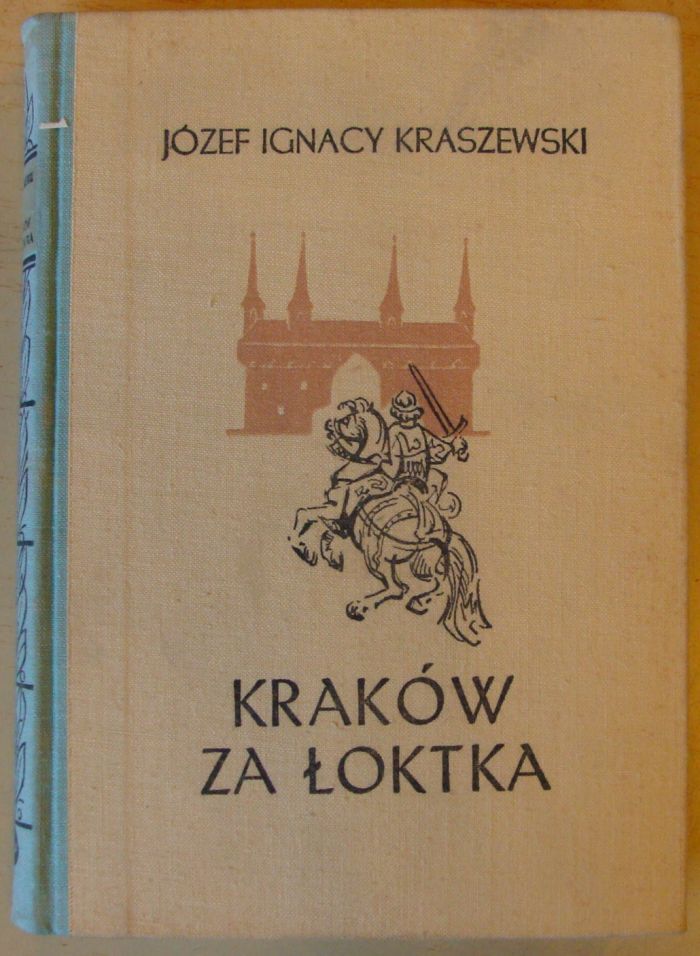 JÓZEF IGNACY KRASZEWSKI
KRAKÓW
ZA ŁOKTKA